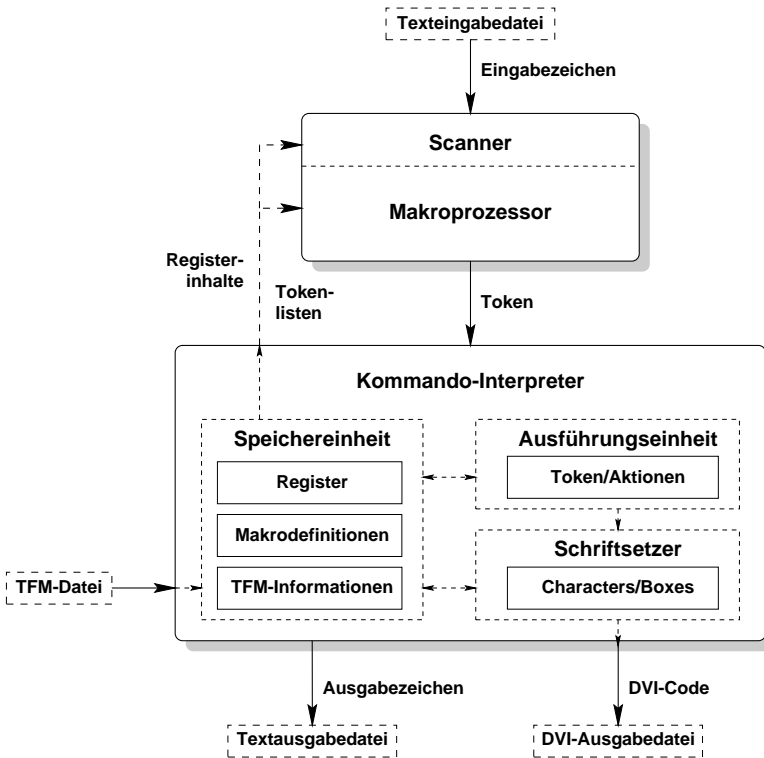 Texteingabedatei
Eingabezeichen
Scanner
Makroprozessor
Register-
inhalte
Token-
listen
Token
Kommando-Interpreter
Speichereinheit
Register
Makrodefinitionen
TFM-Informationen
Ausführungseinheit
Token/Aktionen
Schriftsetzer
Characters/Boxes
TFM-Datei
Ausgabezeichen
DVI-Code
Textausgabedatei
DVI-Ausgabedatei